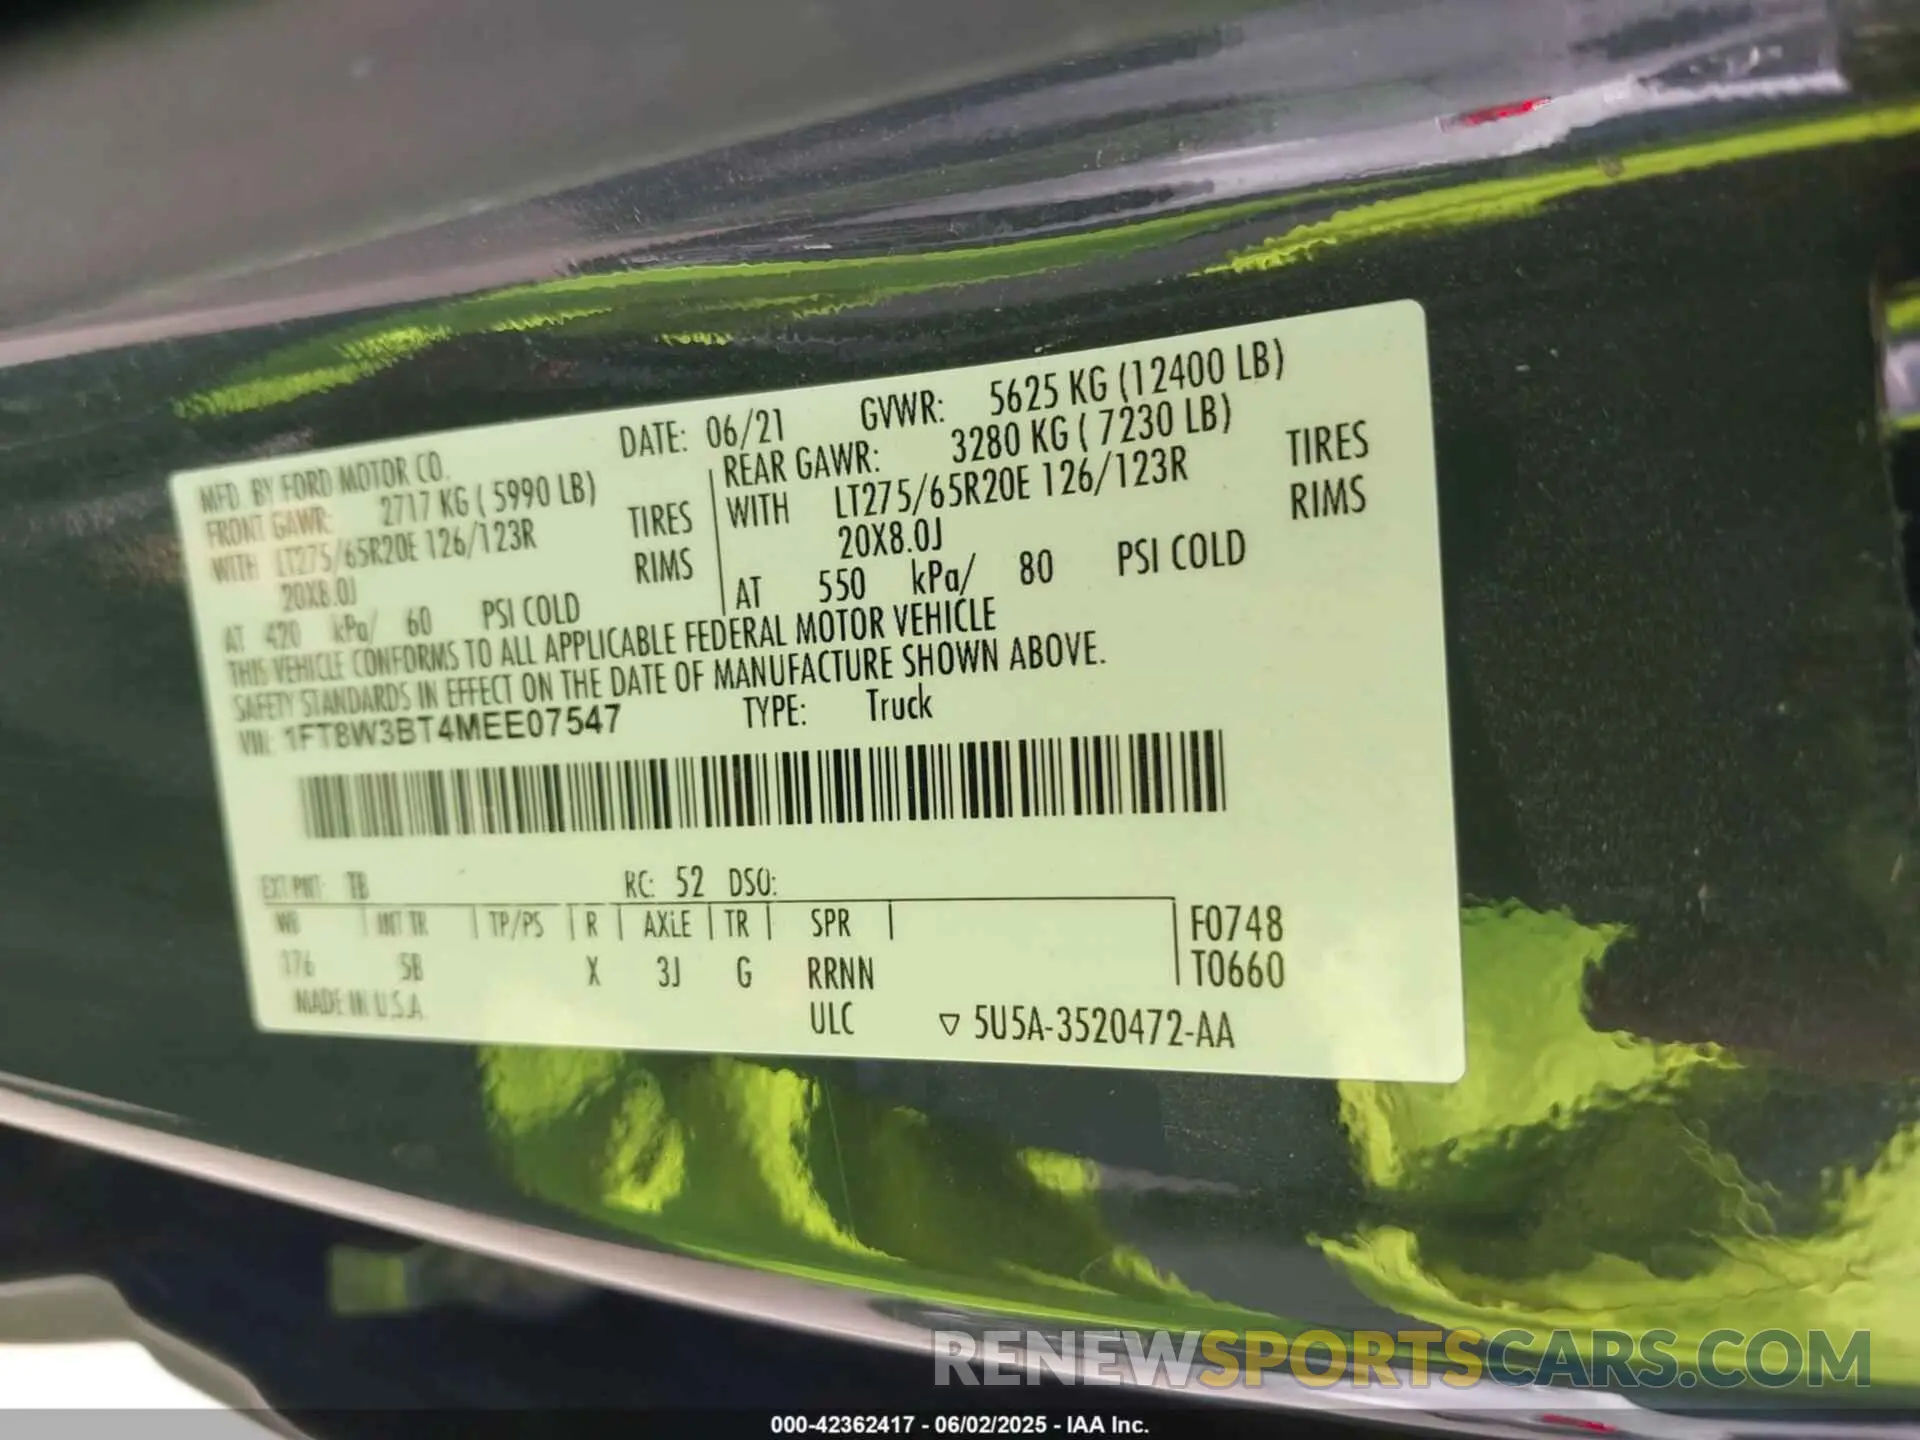 MFD. BY FORD MOTOR CO. DATE: 06/21 GVWR: 5625 KG (12400 LB)
FRONT GAWR: 2717 KG ( 5990 LB) REAR GAWR: 3280 KG ( 7230 LB)
WITH LT275/65R20E 126/123R TIRES WITH LT275/65R20E 126/123R TIRES
20X8.0J RIMS 20X8.0J RIMS
AT 420 kPa/ 60 PSI COLD AT 550 kPa/ 80 PSI COLD
THIS VEHICLE CONFORMS TO ALL APPLICABLE FEDERAL MOTOR VEHICLE
SAFETY STANDARDS IN EFFECT ON THE DATE OF MANUFACTURE SHOWN ABOVE.
VIN: 1FT8W3BT4MEE07547 TYPE: Truck
EXT PNT: TB RC: 52 DSO:
WB INT TR TP/PS R AXLE TR SPR F0748
176 5B X 3J G RRNN T0660
MADE IN U.S.A. ULC ▽ 5U5A-3520472-AA
RENEWSPORTSCARS.COM
000-42362417 - 06/02/2025 - IAA Inc.